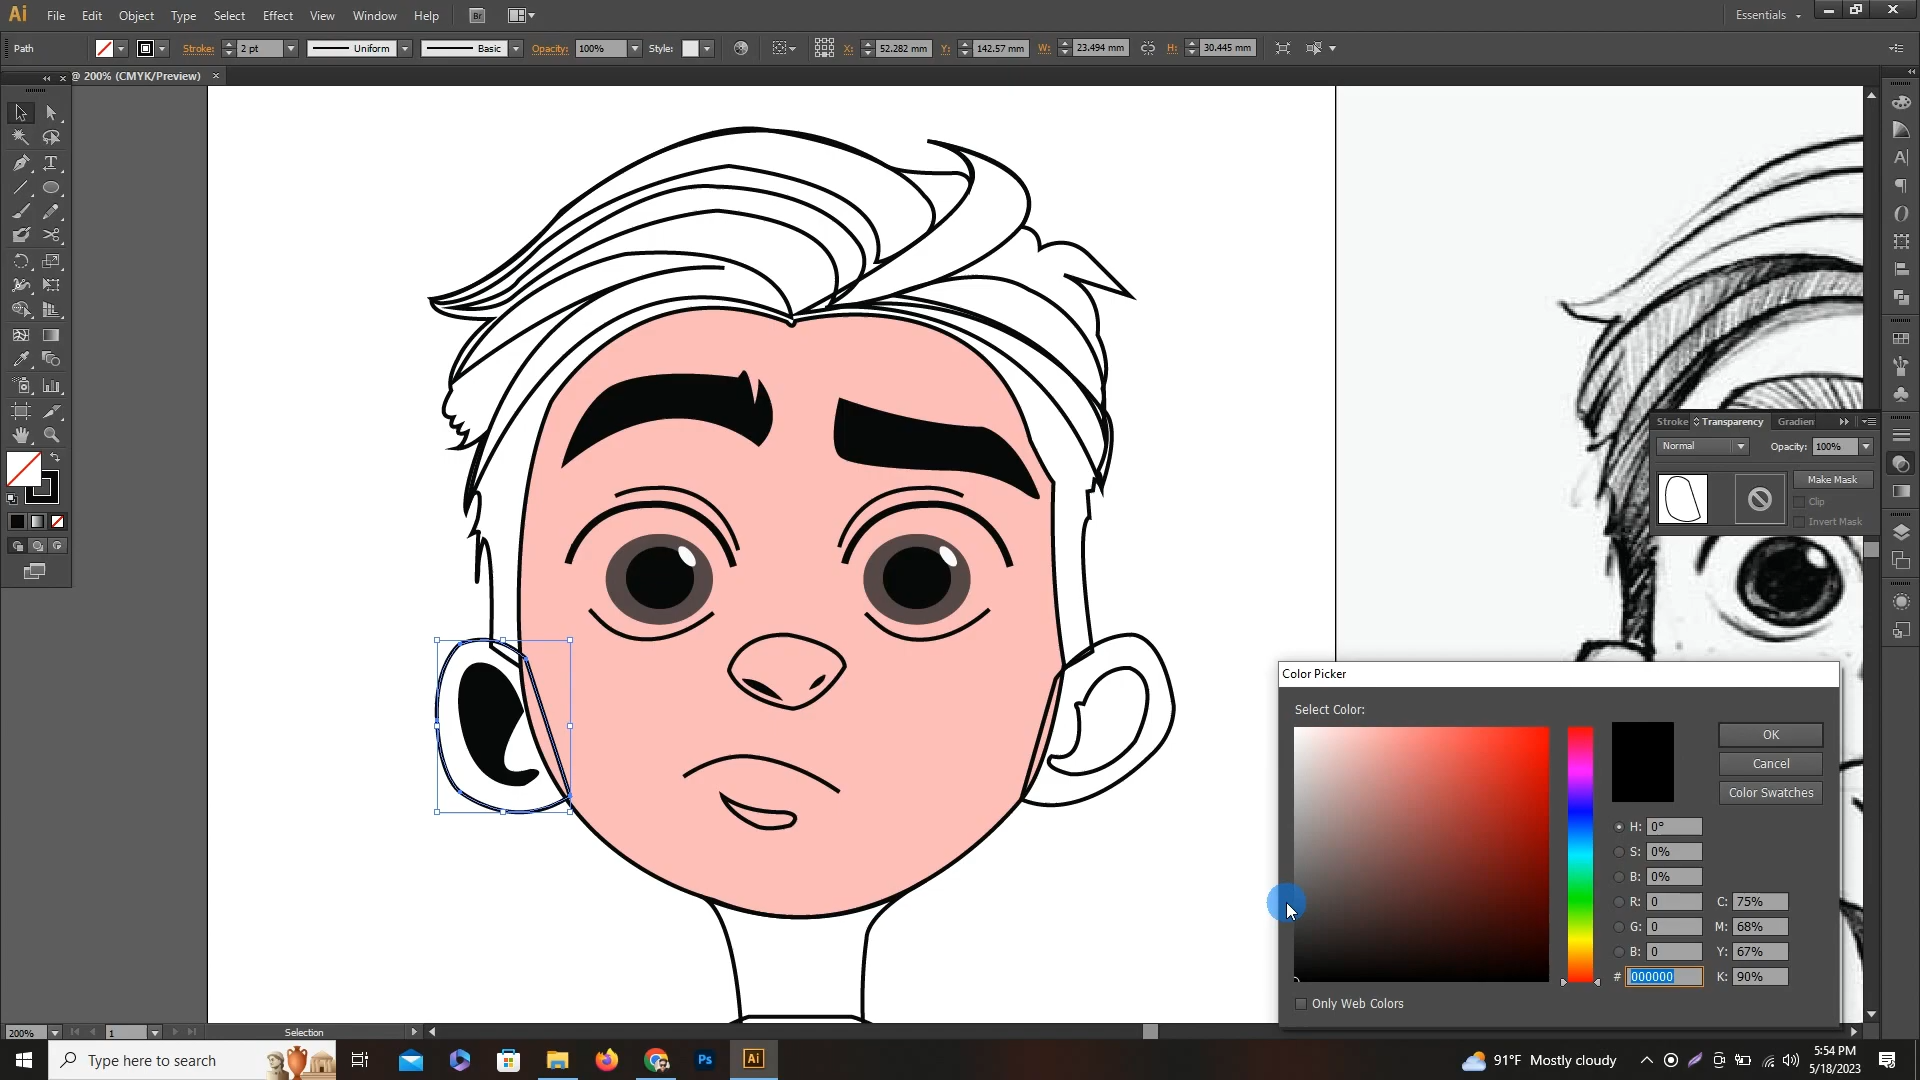 Ai File Edit Object Type Select Effect View Window Help Br Essentials
Path Stroke: 2 pt Uniform Basic Opacity: 100% Style: X: 52.282 mm Y: 142.57 mm W: 23.494 mm H: 30.445 mm
@ 200% (CMYK/Preview)
Stroke Transparency Gradien
Normal Opacity: 100%
Make Mask
Clip
Invert Mask
Color Picker
Select Color:
OK
Cancel
Color Swatches
H: 0°
S: 0%
B: 0%
R: 0 C: 75%
G: 0 M: 68%
B: 0 Y: 67%
# 000000 K: 90%
Only Web Colors
200% 1 Selection
Type here to search Ps Ai 91°F Mostly cloudy 5:54 PM
5/18/2023